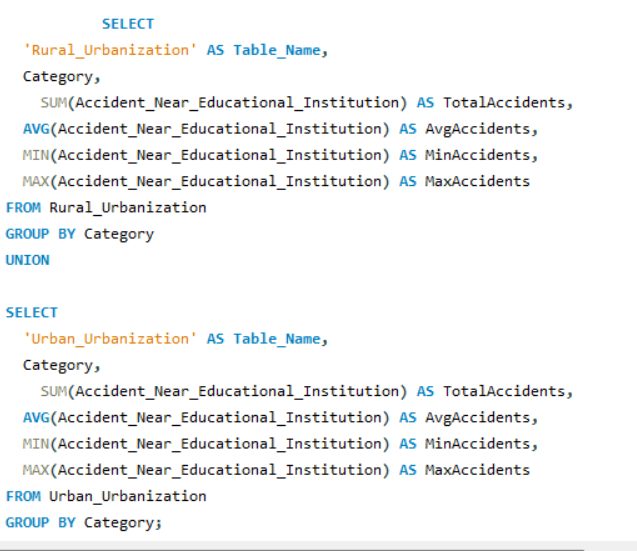 SELECT
'Rural_Urbanization' AS Table_Name,
Category,
SUM(Accident_Near_Educational_Institution) AS TotalAccidents,
AVG(Accident_Near_Educational_Institution) AS AvgAccidents,
MIN(Accident_Near_Educational_Institution) AS MinAccidents,
MAX(Accident_Near_Educational_Institution) AS MaxAccidents
FROM Rural_Urbanization
GROUP BY Category
UNION
SELECT
'Urban_Urbanization' AS Table_Name,
Category,
SUM(Accident_Near_Educational_Institution) AS TotalAccidents,
AVG(Accident_Near_Educational_Institution) AS AvgAccidents,
MIN(Accident_Near_Educational_Institution) AS MinAccidents,
MAX(Accident_Near_Educational_Institution) AS MaxAccidents
FROM Urban_Urbanization
GROUP BY Category;